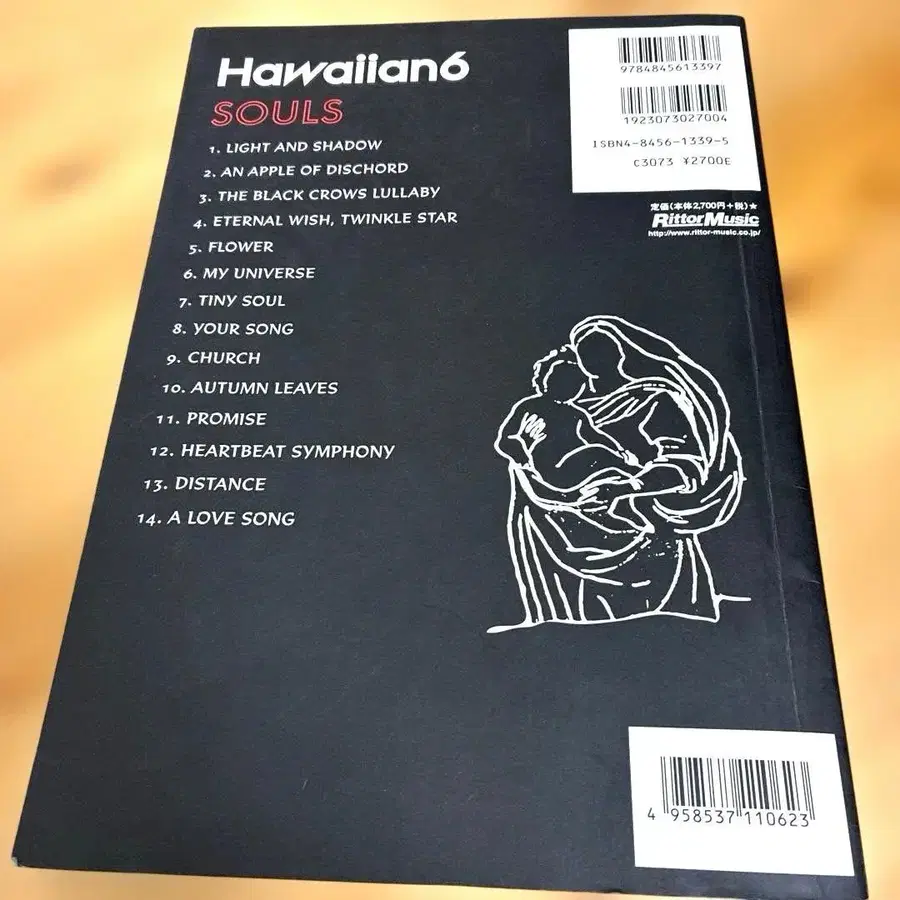 Hawaiian6
SOULS
1. LIGHT AND SHADOW
2. AN APPLE OF DISCHORD
3. THE BLACK CROWS LULLABY
4. ETERNAL WISH, TWINKLE STAR
5. FLOWER
6. MY UNIVERSE
7. TINY SOUL
8. YOUR SONG
9. CHURCH
10. AUTUMN LEAVES
11. PROMISE
12. HEARTBEAT SYMPHONY
13. DISTANCE
14. A LOVE SONG
9784845613397
1923073027004
ISBN4-8456-1339-5
C3073 ¥2700E
定価(本体2,700円+税)★
RittorMusic
http://www.rittor-music.co.jp/
4 958537 110623